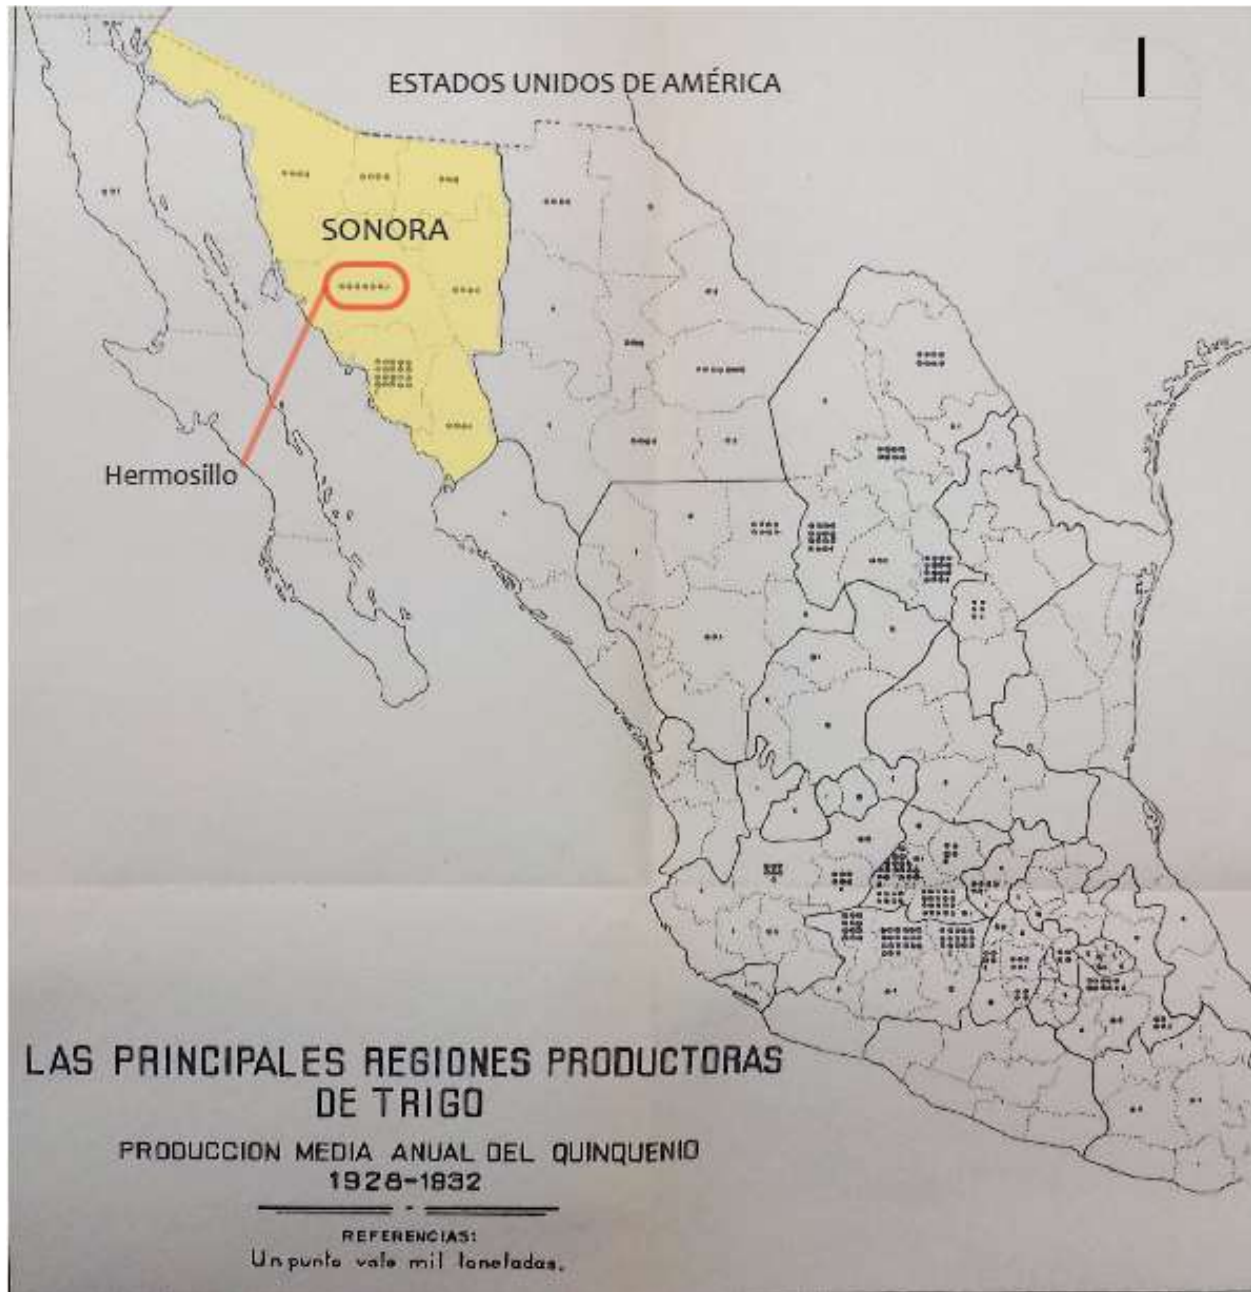 ESTADOS UNIDOS DE AMÉRICA
SONORA
Hermosillo
LAS PRINCIPALES REGIONES PRODUCTORAS
DE TRIGO
PRODUCCION MEDIA ANUAL DEL QUINQUENIO
1928-1832
REFERENCIAS:
Un punto vale mil toneladas.